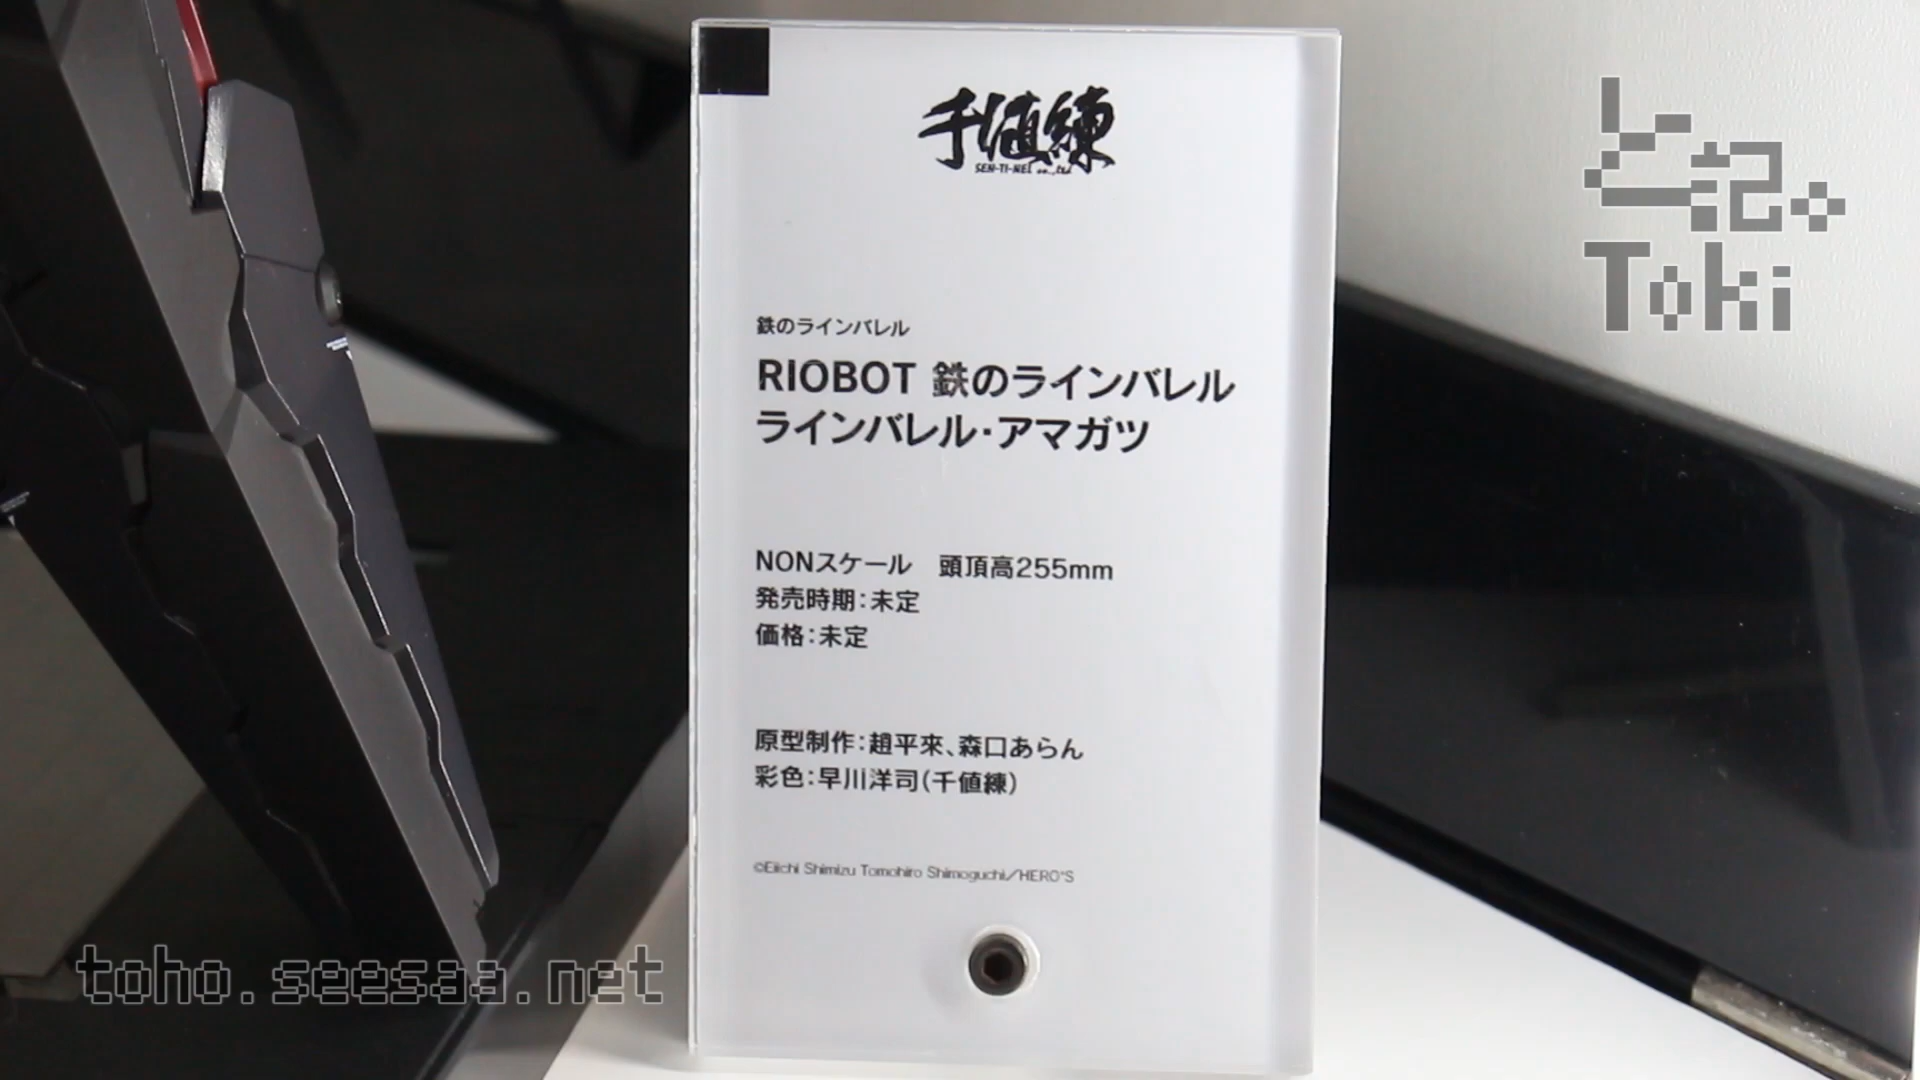 千値練
SEN-TI-NEL co.,ltd.
と記。
Toki
鉄のラインバレル
RIOBOT 鉄のラインバレル
ラインバレル・アマガツ
NONスケール　頭頂高255mm
発売時期：未定
価格：未定
原型制作：趙平來、森口あらん
彩色：早川洋司(千値練)
©Eiichi Shimizu Tomohiro Shimoguchi／HERO'S
toho.seesaa.net